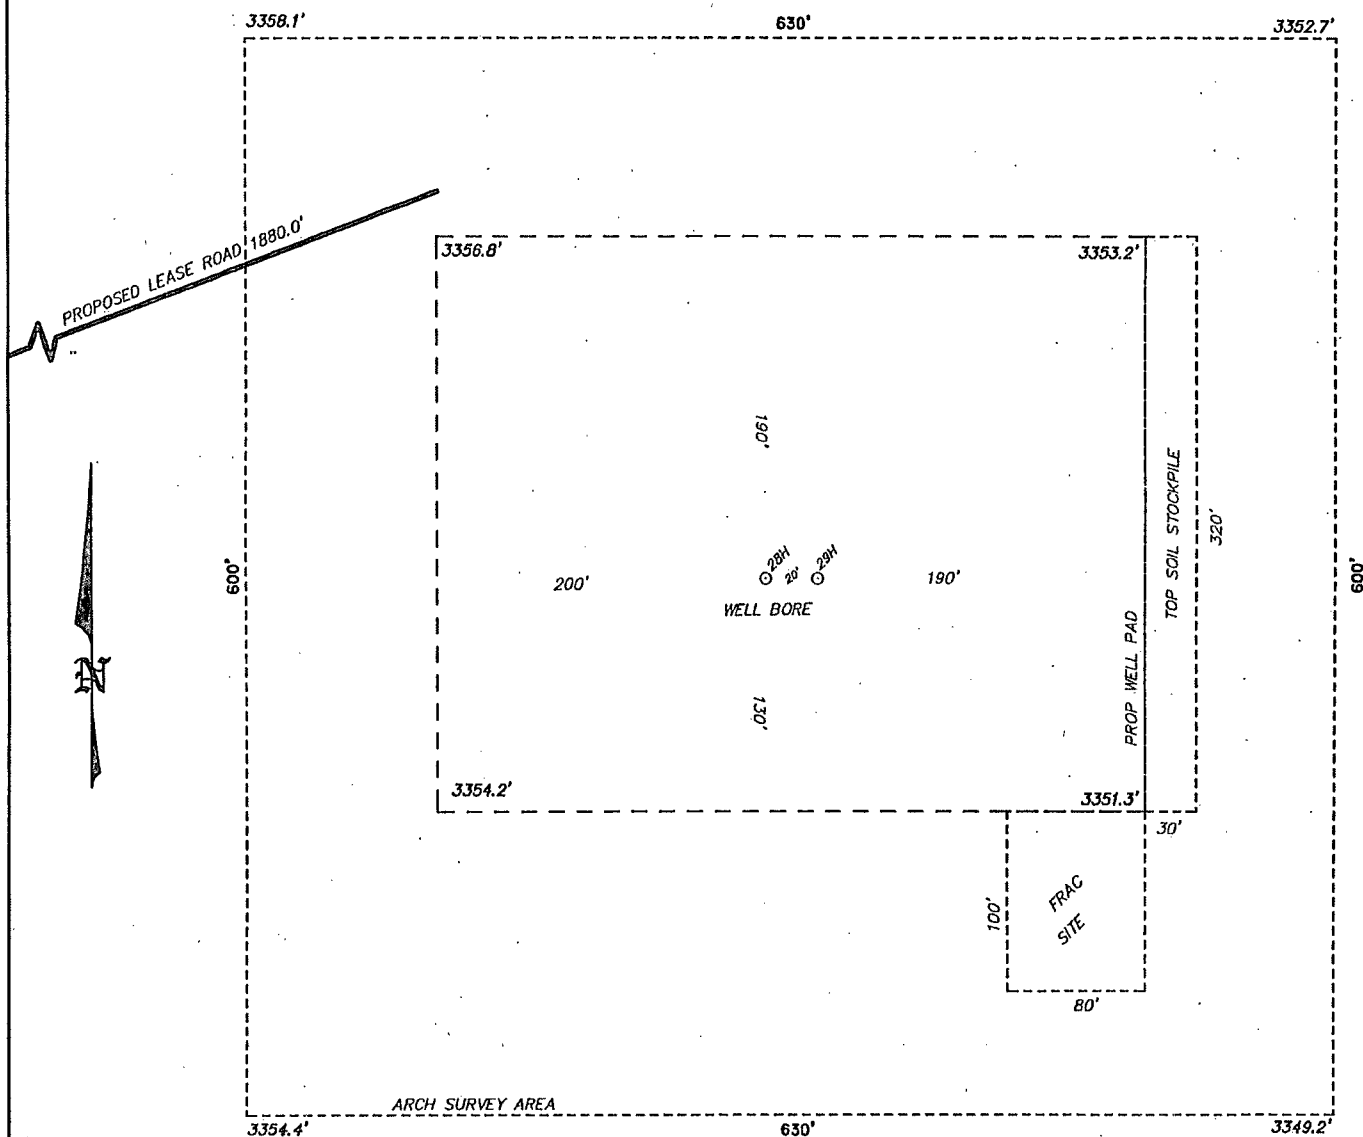 3358.1'
630'
3352.7'
PROPOSED LEASE ROAD 1880.0'
3356.8'
3353.2'
190'
TOP SOIL STOCKPILE
320'
600'
600'
28H
20'
29H
200'
190'
WELL BORE
PROP WELL PAD
N
130'
3354.2'
3351.3'
30'
FRAC
SITE
100'
80'
ARCH SURVEY AREA
3354.4'
630'
3349.2'